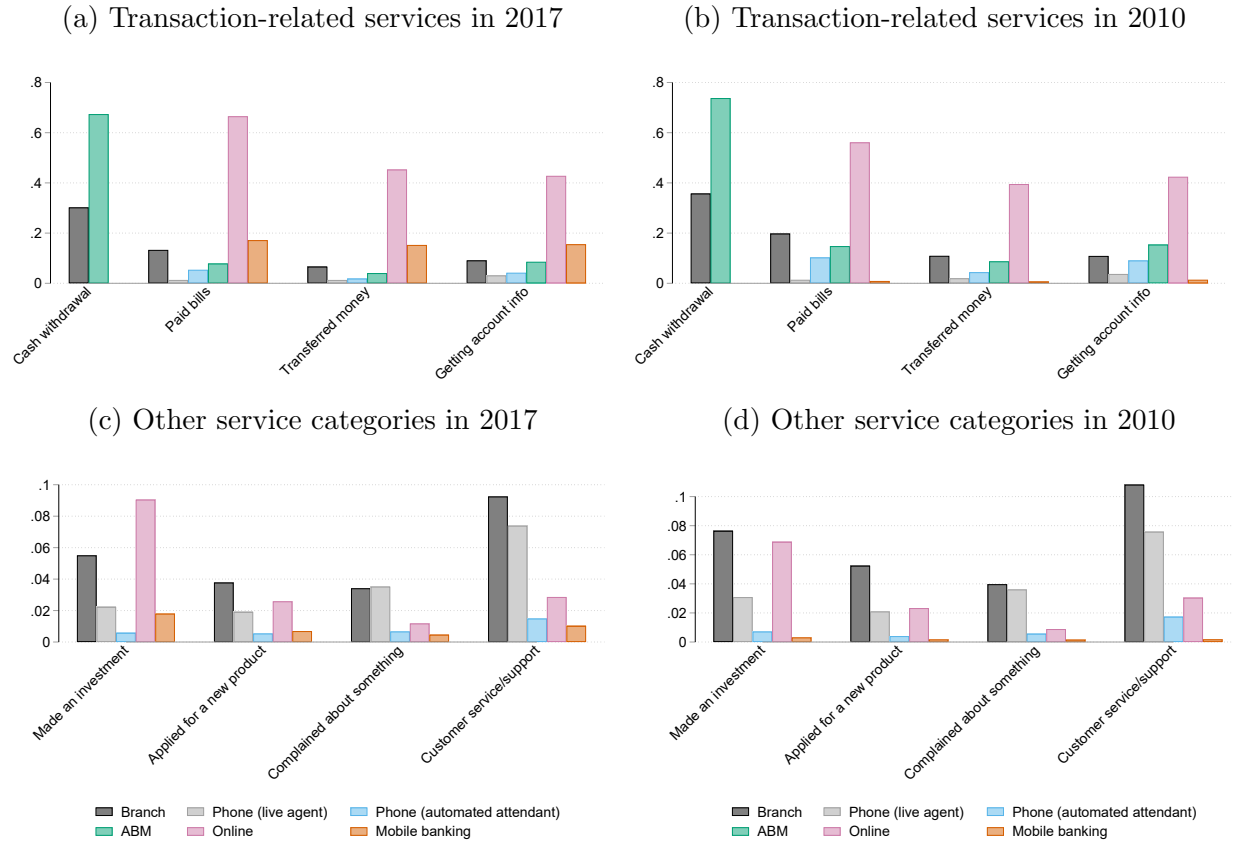 (a) Transaction-related services in 2017
.8
.6
.4
.2
0
Cash withdrawal
Paid bills
Transferred money
Getting account info
(b) Transaction-related services in 2010
.8
.6
.4
.2
0
Cash withdrawal
Paid bills
Transferred money
Getting account info
(c) Other service categories in 2017
.1
.08
.06
.04
.02
0
Made an investment
Applied for a new product
Complained about something
Customer service/support
Branch
Phone (live agent)
Phone (automated attendant)
ABM
Online
Mobile banking
(d) Other service categories in 2010
.1
.08
.06
.04
.02
0
Made an investment
Applied for a new product
Complained about something
Customer service/support
Branch
Phone (live agent)
Phone (automated attendant)
ABM
Online
Mobile banking